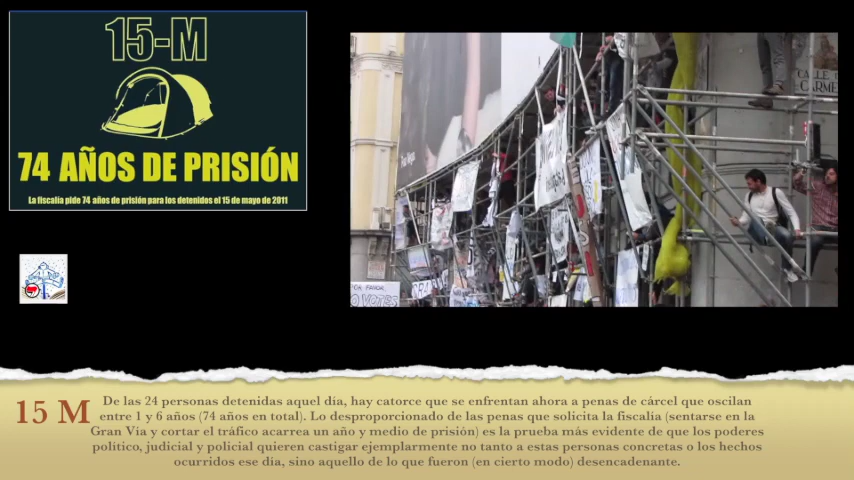 15-M
74 AÑOS DE PRISIÓN
La fiscalía pide 74 años de prisión para los detenidos el 15 de mayo de 2011
CALLE D
CARME
POR FAVOR
O VOTES
15 M
De las 24 personas detenidas aquel día, hay catorce que se enfrentan ahora a penas de cárcel que oscilan
entre 1 y 6 años (74 años en total). Lo desproporcionado de las penas que solicita la fiscalía (sentarse en la
Gran Vía y cortar el tráfico acarrea un año y medio de prisión) es la prueba más evidente de que los poderes
político, judicial y policial quieren castigar ejemplarmente no tanto a estas personas concretas o los hechos
ocurridos ese día, sino aquello de lo que fueron (en cierto modo) desencadenante.